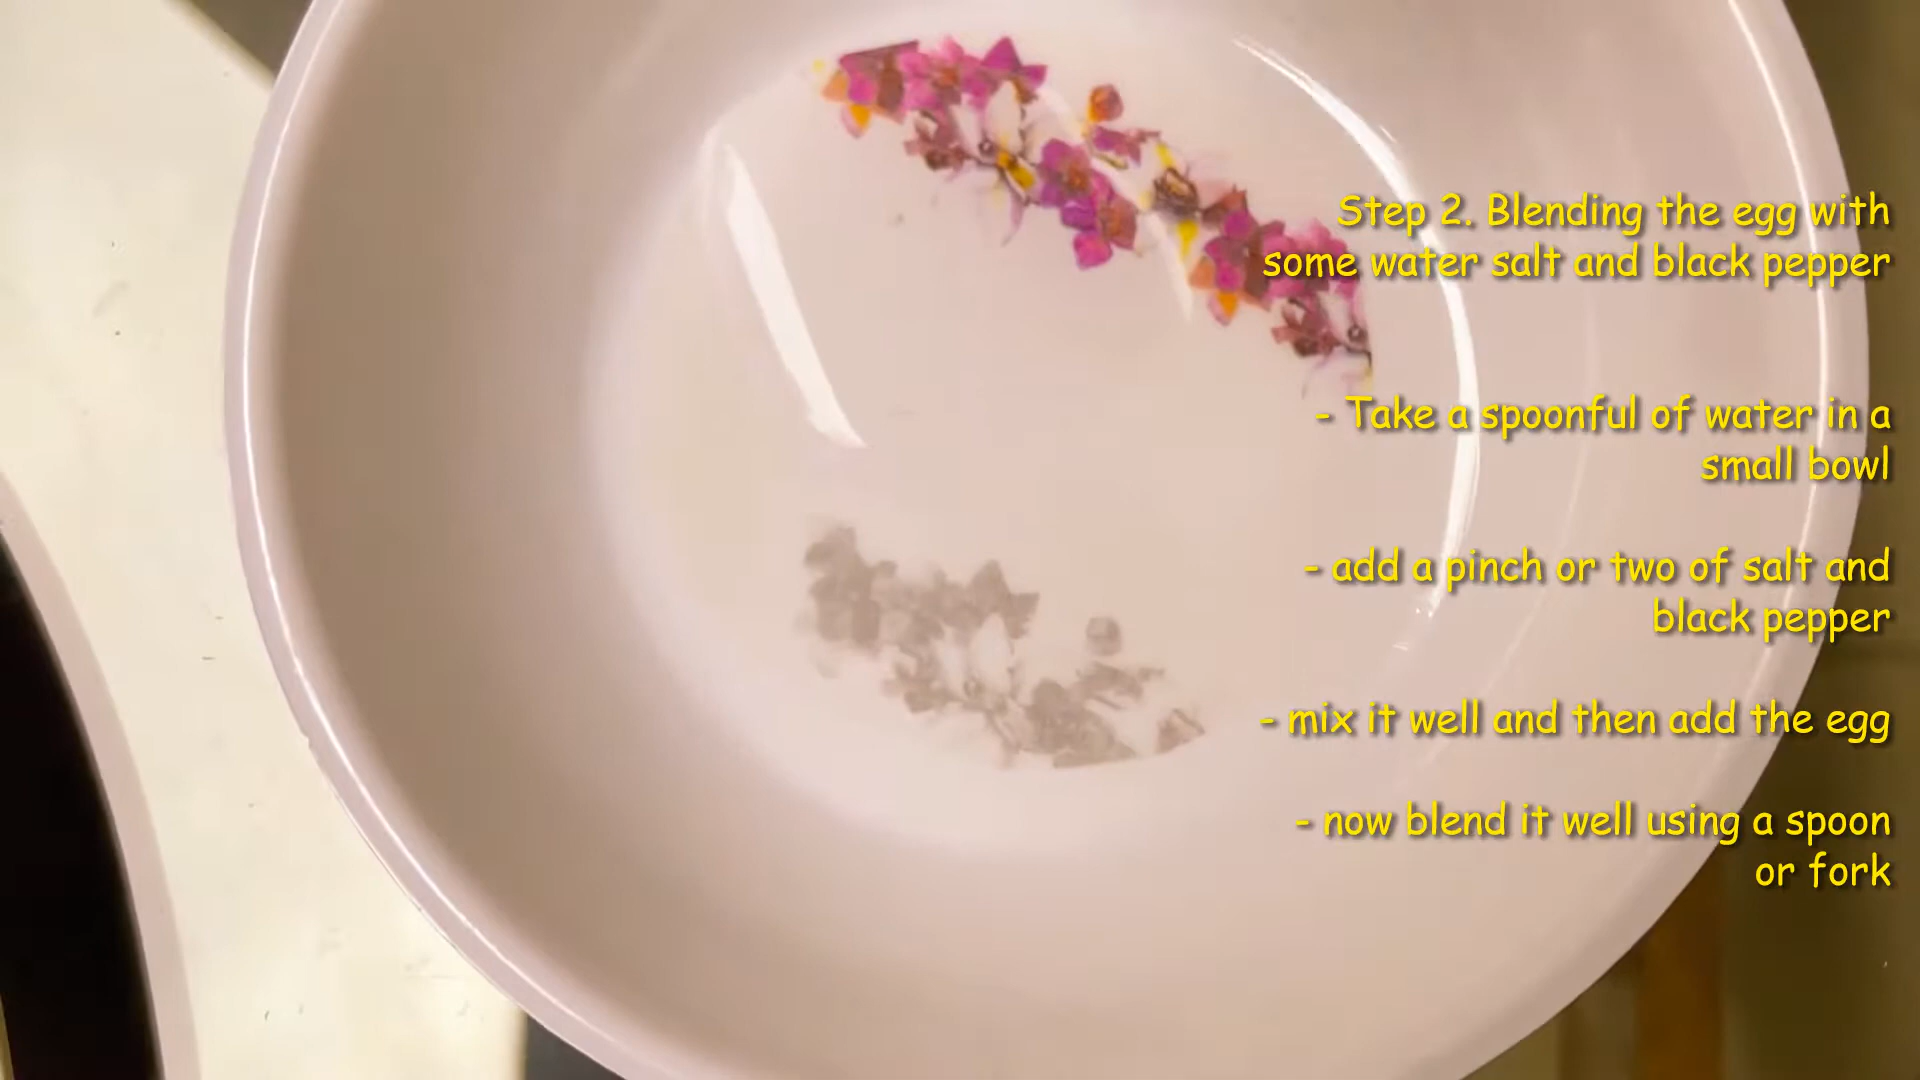 Step 2. Blending the egg with
some water salt and black pepper
- Take a spoonful of water in a
small bowl
- add a pinch or two of salt and
black pepper
- mix it well and then add the egg
- now blend it well using a spoon
or fork